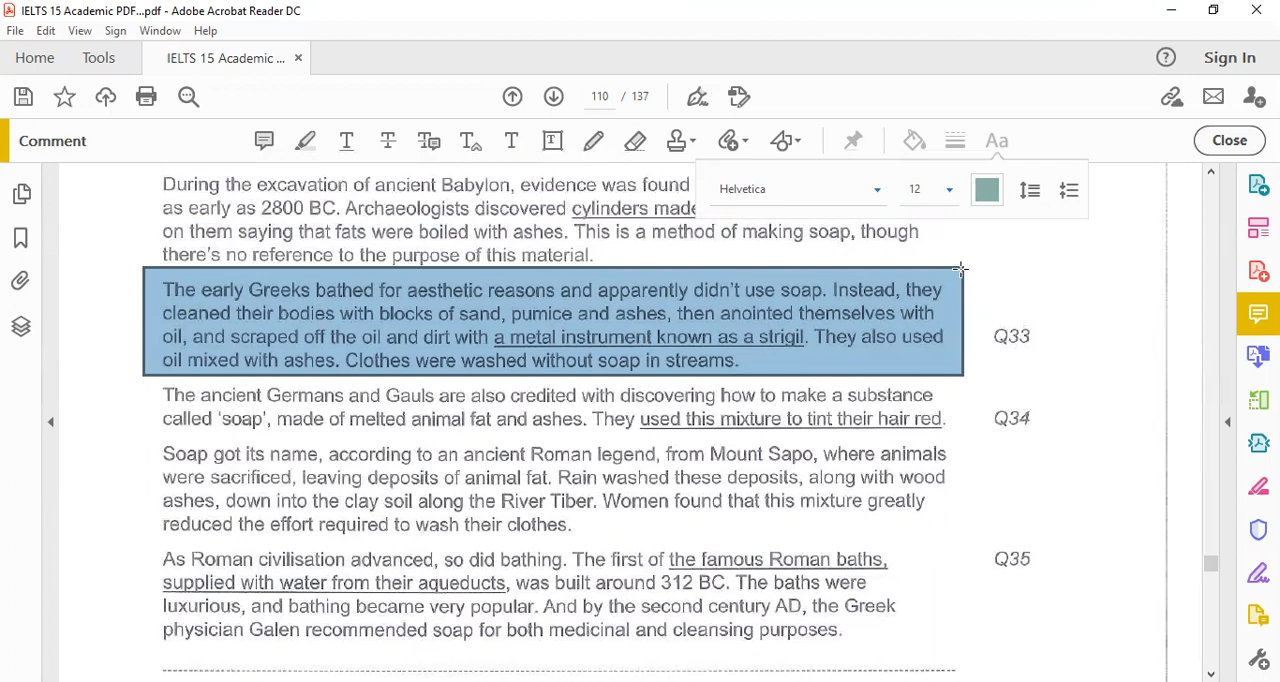 IELTS 15 Academic PDF...pdf - Adobe Acrobat Reader DC
File Edit View Sign Window Help
Home Tools IELTS 15 Academic ... × Sign In
110 / 137
Comment Close
Helvetica 12
During the excavation of ancient Babylon, evidence was found
as early as 2800 BC. Archaeologists discovered cylinders made
on them saying that fats were boiled with ashes. This is a method of making soap, though
there's no reference to the purpose of this material.
The early Greeks bathed for aesthetic reasons and apparently didn't use soap. Instead, they
cleaned their bodies with blocks of sand, pumice and ashes, then anointed themselves with
oil, and scraped off the oil and dirt with a metal instrument known as a strigil. They also used Q33
oil mixed with ashes. Clothes were washed without soap in streams.
The ancient Germans and Gauls are also credited with discovering how to make a substance
called 'soap', made of melted animal fat and ashes. They used this mixture to tint their hair red. Q34
Soap got its name, according to an ancient Roman legend, from Mount Sapo, where animals
were sacrificed, leaving deposits of animal fat. Rain washed these deposits, along with wood
ashes, down into the clay soil along the River Tiber. Women found that this mixture greatly
reduced the effort required to wash their clothes.
As Roman civilisation advanced, so did bathing. The first of the famous Roman baths, Q35
supplied with water from their aqueducts, was built around 312 BC. The baths were
luxurious, and bathing became very popular. And by the second century AD, the Greek
physician Galen recommended soap for both medicinal and cleansing purposes.